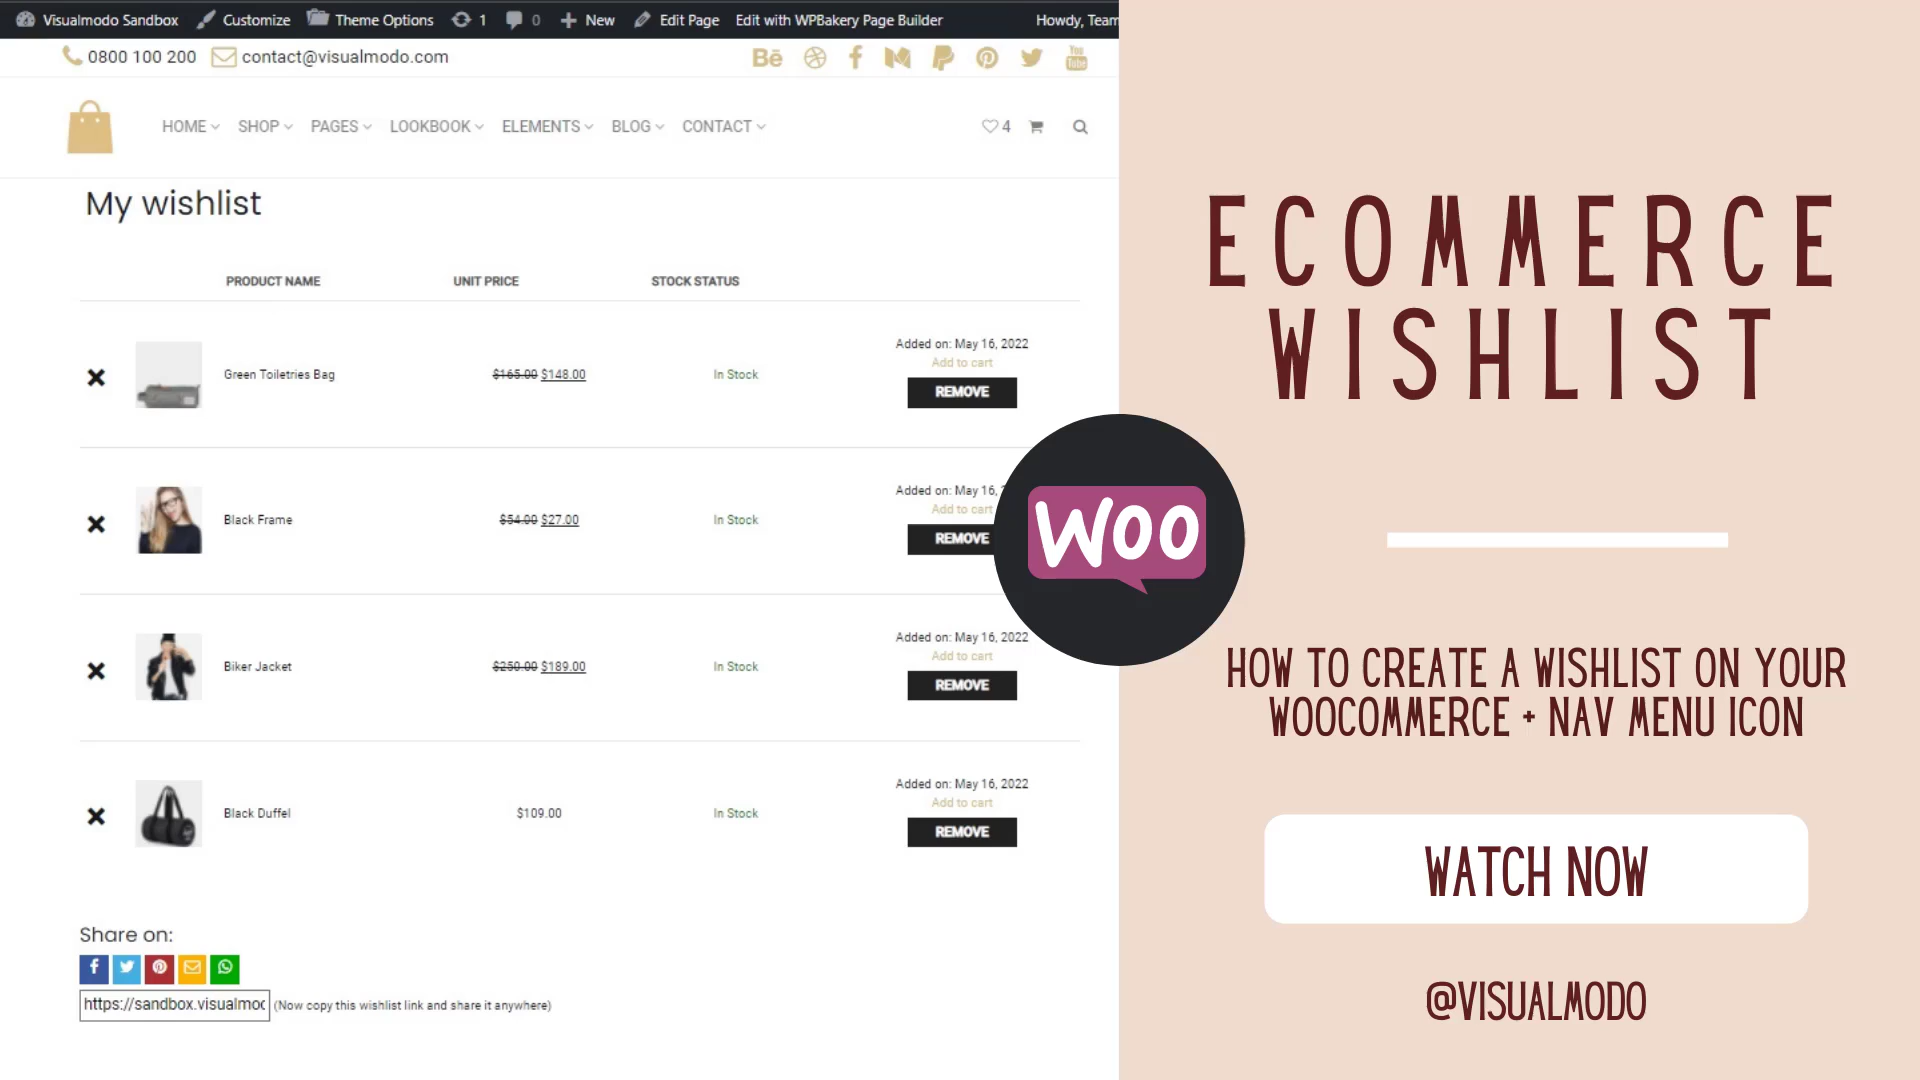 Visualmodo Sandbox Customize Theme Options 1 0 New Edit Page Edit with WPBakery Page Builder Howdy, Team
0800 100 200 contact@visualmodo.com Bē You Tube
HOME SHOP PAGES LOOKBOOK ELEMENTS BLOG CONTACT 4
My wishlist
PRODUCT NAME UNIT PRICE STOCK STATUS
Green Toiletries Bag $165.00 $148.00 In Stock
Added on: May 16, 2022
Add to cart
REMOVE
Black Frame $54.00 $27.00 In Stock
Added on: May 16,
Add to cart
REMOVE
Biker Jacket $250.00 $189.00 In Stock
Added on: May 16, 2022
Add to cart
REMOVE
Black Duffel $109.00 In Stock
Added on: May 16, 2022
Add to cart
REMOVE
Share on:
https://sandbox.visualmo (Now copy this wishlist link and share it anywhere)
Woo
ECOMMERCE
WISHLIST
HOW TO CREATE A WISHLIST ON YOUR
WOOCOMMERCE + NAV MENU ICON
WATCH NOW
@VISUALMODO